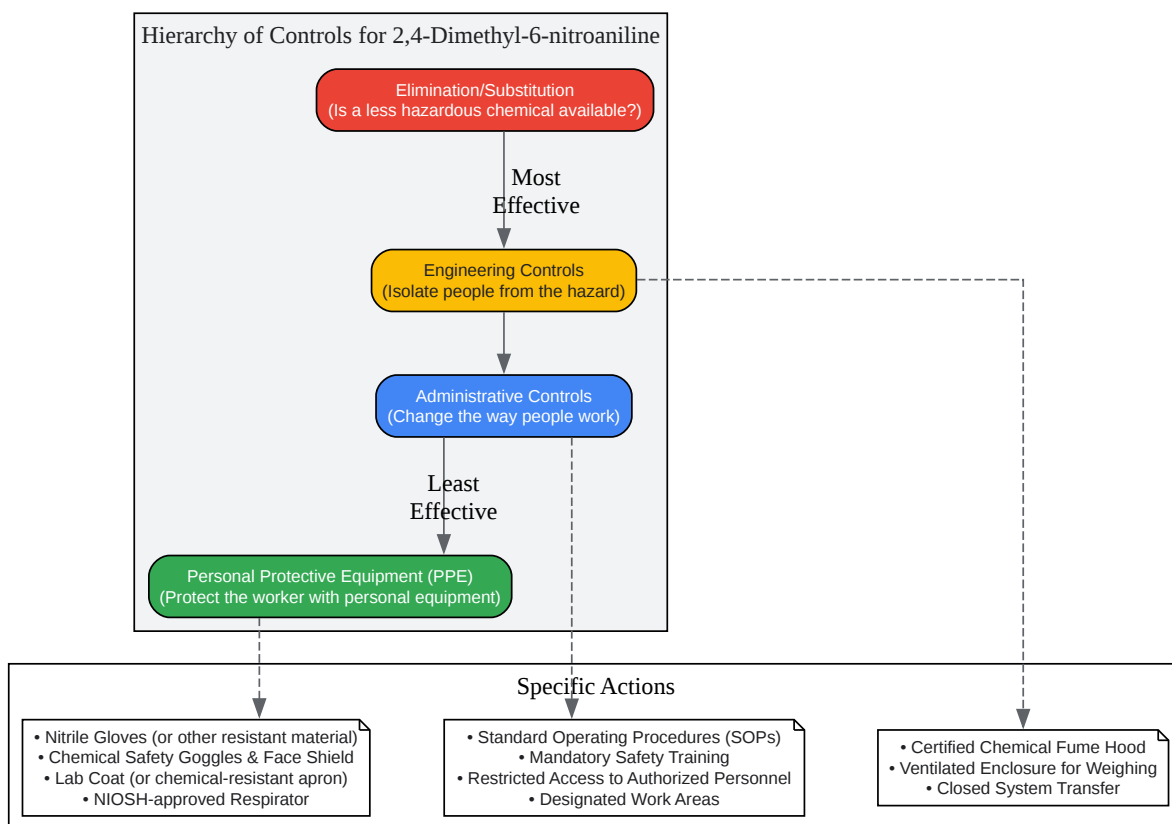 Hierarchy of Controls for 2,4-Dimethyl-6-nitroaniline
Elimination/Substitution
(Is a less hazardous chemical available?)
Most
Effective
Engineering Controls
(Isolate people from the hazard)
Administrative Controls
(Change the way people work)
Least
Effective
Personal Protective Equipment (PPE)
(Protect the worker with personal equipment)
Specific Actions
• Nitrile Gloves (or other resistant material)
• Chemical Safety Goggles & Face Shield
• Lab Coat (or chemical-resistant apron)
• NIOSH-approved Respirator
• Standard Operating Procedures (SOPs)
• Mandatory Safety Training
• Restricted Access to Authorized Personnel
• Designated Work Areas
• Certified Chemical Fume Hood
• Ventilated Enclosure for Weighing
• Closed System Transfer